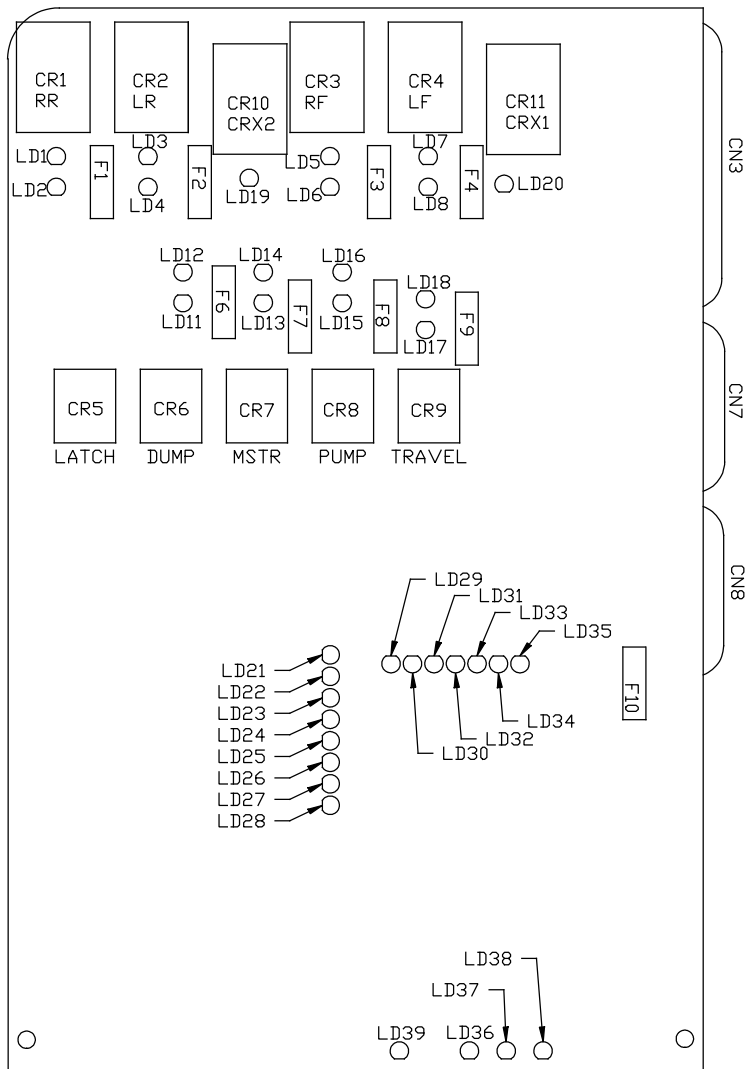 CR1
RR
CR2
LR
CR10
CRX2
CR3
RF
CR4
LF
CR11
CRX1
CN3
LD1
LD2
F1
LD3
LD4
F2
LD19
LD5
LD6
F3
LD7
LD8
F4
LD20
LD12
LD11
F6
LD14
LD13
F7
LD16
LD15
F8
LD18
LD17
F9
CN7
CR5
LATCH
CR6
DUMP
CR7
MSTR
CR8
PUMP
CR9
TRAVEL
CN8
LD29
LD31
LD33
LD35
LD21
LD22
LD23
LD24
LD25
LD26
LD27
LD28
LD34
LD32
LD30
F10
LD38
LD37
LD39
LD36